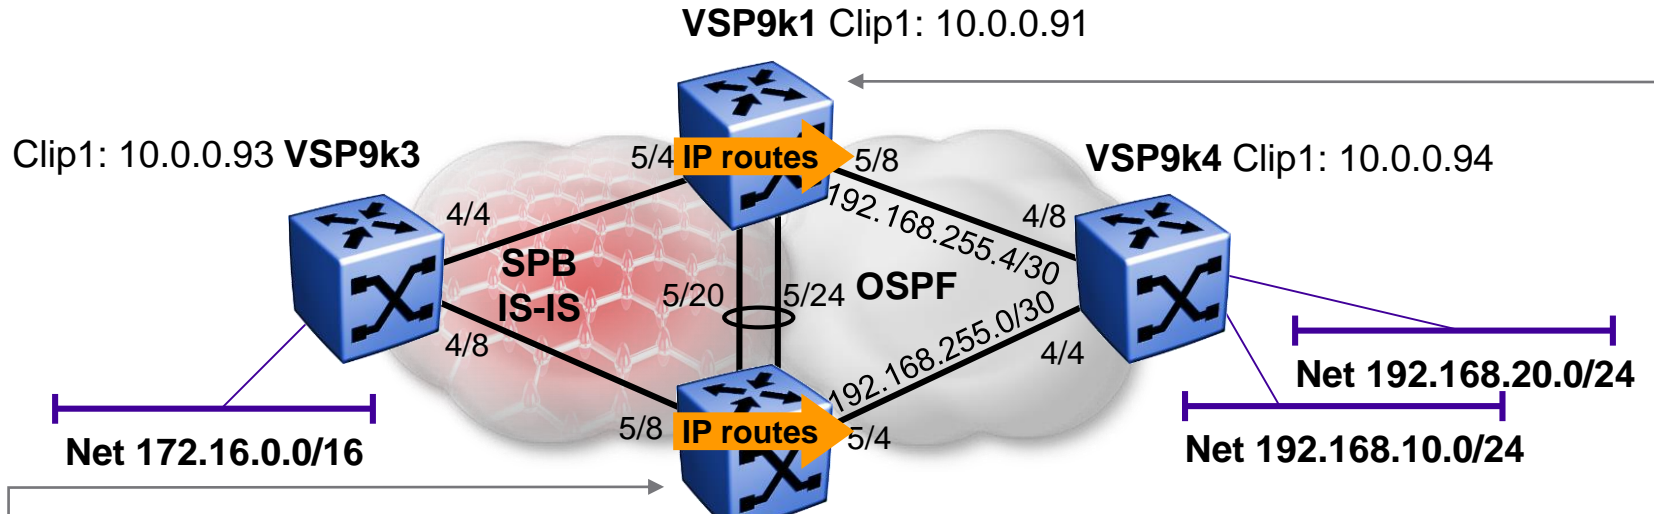 VSP9k1 Clip1: 10.0.0.91
Clip1: 10.0.0.93 VSP9k3
5/4
IP routes
5/8
VSP9k4 Clip1: 10.0.0.94
4/4
192.168.255.4/30
4/8
SPB
IS-IS
5/20
5/24
OSPF
4/8
192.168.255.0/30
4/4
Net 192.168.20.0/24
5/8
IP routes
5/4
Net 172.16.0.0/16
Net 192.168.10.0/24